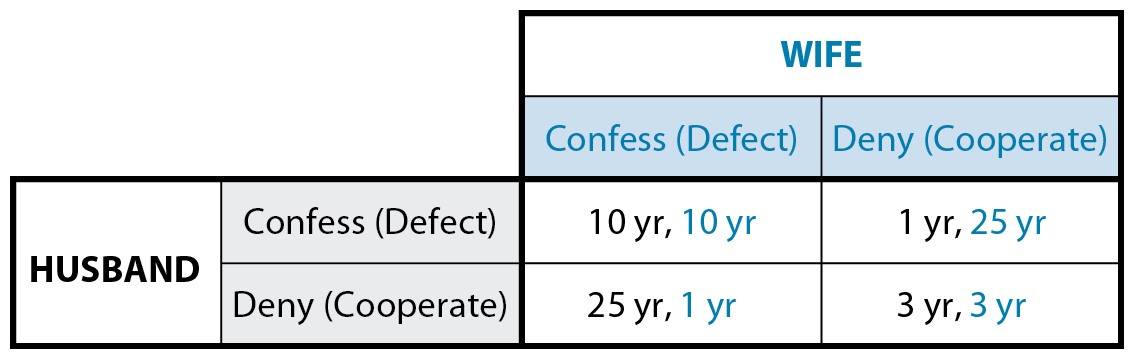 WIFE
Confess (Defect) Deny (Cooperate)
HUSBAND
Confess (Defect) 10 yr, 10 yr 1 yr, 25 yr
Deny (Cooperate) 25 yr, 1 yr 3 yr, 3 yr